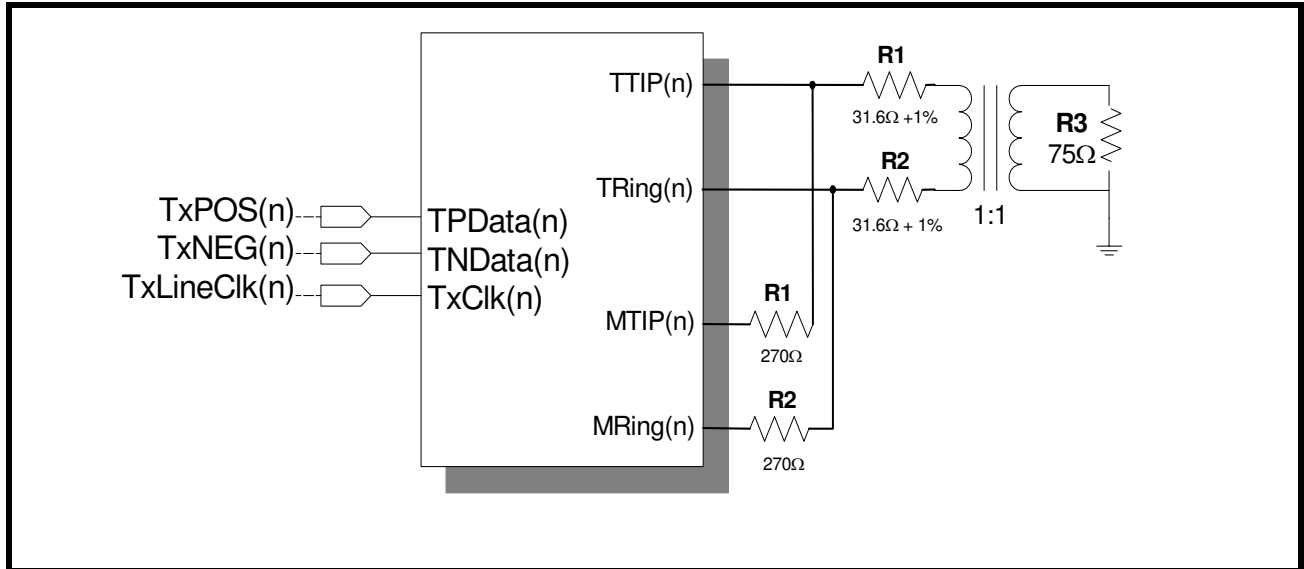 TxPOS(n)
TxNEG(n)
TxLineClk(n)
TPData(n)
TNData(n)
TxClk(n)
TTIP(n)
TRing(n)
MTIP(n)
MRing(n)
R1
31.6Ω +1%
R2
31.6Ω + 1%
R1
270Ω
R2
270Ω
1:1
R3
75Ω